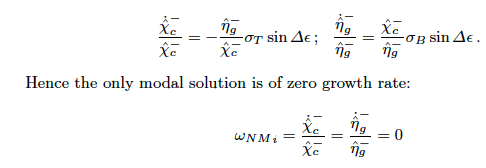 $$\frac{\dot{\hat{\chi}}_c^-}{\hat{\chi}_c^-} = -\frac{\hat{\eta}_g^-}{\hat{\chi}_c^-}\sigma_T \sin \Delta\epsilon\,; \quad \frac{\dot{\hat{\eta}}_g^-}{\hat{\eta}_g^-} = \frac{\hat{\chi}_c^-}{\hat{\eta}_g^-}\sigma_B \sin \Delta\epsilon\,.$$
Hence the only modal solution is of zero growth rate:
$$\omega_{NMi} = \frac{\dot{\hat{\chi}}_c^-}{\hat{\chi}_c^-} = \frac{\dot{\hat{\eta}}_g^-}{\hat{\eta}_g^-} = 0$$